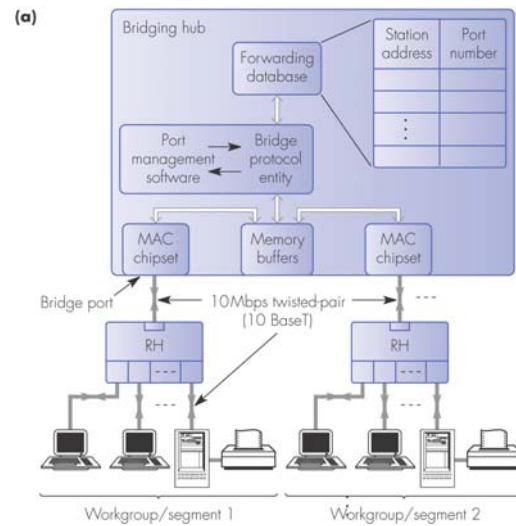 (a)
Bridging hub
Station address
Port number
Forwarding database
Port management software
Bridge protocol entity
MAC chipset
Memory buffers
MAC chipset
Bridge port
10Mbps twisted-pair
(10 BaseT)
RH
RH
Workgroup/segment 1
Workgroup/segment 2